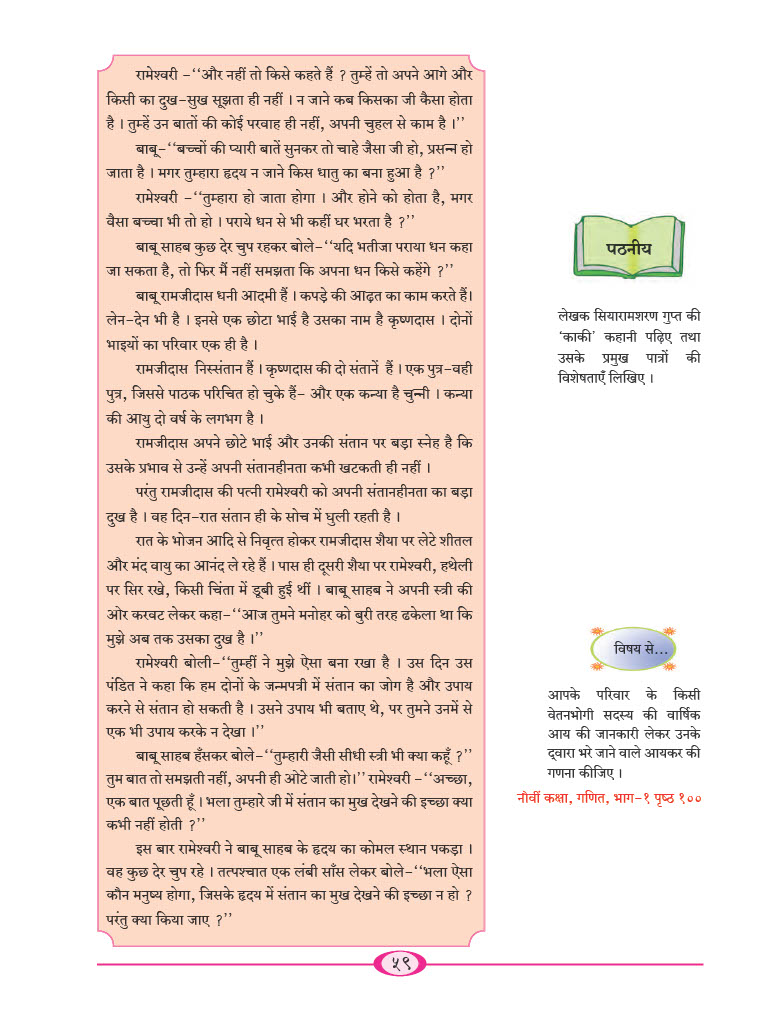 रामेश्वरी -‘‘और नहीं तो किसे कहते हैं ? तुम्हें तो अपने आगे और
किसी का दुख-सुख सूझता ही नहीं । न जाने कब किसका जी कैसा होता
है । तुम्हें उन बातों की कोई परवाह ही नहीं, अपनी चुहल से काम है ।’’
बाबू-‘‘बच्चों की प्यारी बातें सुनकर तो चाहे जैसा जी हो, प्रसन्न हो
जाता है । मगर तुम्हारा हृदय न जाने किस धातु का बना हुआ है ?’’
रामेश्वरी -‘‘तुम्हारा हो जाता होगा । और होने को होता है, मगर
वैसा बच्चा भी तो हो । पराये धन से भी कहीं घर भरता है ?’’
बाबू साहब कुछ देर चुप रहकर बोले-‘‘यदि भतीजा पराया धन कहा
जा सकता है, तो फिर मैं नहीं समझता कि अपना धन किसे कहेंगे ?’’
बाबू रामजीदास धनी आदमी हैं । कपड़े की आढ़त का काम करते हैं।
लेन-देन भी है । इनसे एक छोटा भाई है उसका नाम है कृष्णदास । दोनों
भाइयों का परिवार एक ही है ।
रामजीदास निस्संतान हैं । कृष्णदास की दो संतानें हैं । एक पुत्र-वही
पुत्र, जिससे पाठक परिचित हो चुके हैं- और एक कन्या है चुन्नी । कन्या
की आयु दो वर्ष के लगभग है ।
रामजीदास अपने छोटे भाई और उनकी संतान पर बड़ा स्नेह है कि
उसके प्रभाव से उन्हें अपनी संतानहीनता कभी खटकती ही नहीं ।
परंतु रामजीदास की पत्नी रामेश्वरी को अपनी संतानहीनता का बड़ा
दुख है । वह दिन-रात संतान ही के सोच में घुली रहती है ।
रात के भोजन आदि से निवृत्त होकर रामजीदास शैया पर लेटे शीतल
और मंद वायु का आनंद ले रहे हैं । पास ही दूसरी शैया पर रामेश्वरी, हथेली
पर सिर रखे, किसी चिंता में डूबी हुई थीं । बाबू साहब ने अपनी स्त्री की
ओर करवट लेकर कहा-‘‘आज तुमने मनोहर को बुरी तरह ढकेला था कि
मुझे अब तक उसका दुख है ।’’
रामेश्वरी बोली-‘‘तुम्हीं ने मुझे ऐसा बना रखा है । उस दिन उस
पंडित ने कहा कि हम दोनों के जन्मपत्री में संतान का जोग है और उपाय
करने से संतान हो सकती है । उसने उपाय भी बताए थे, पर तुमने उनमें से
एक भी उपाय करके न देखा ।’’
बाबू साहब हँसकर बोले-‘‘तुम्हारी जैसी सीधी स्त्री भी क्या कहूँ ?’’
तुम बात तो समझती नहीं, अपनी ही ओटे जाती हो।’’ रामेश्वरी -‘‘अच्छा,
एक बात पूछती हूँ । भला तुम्हारे जी में संतान का मुख देखने की इच्छा क्या
कभी नहीं होती ?’’
इस बार रामेश्वरी ने बाबू साहब के हृदय का कोमल स्थान पकड़ा ।
वह कुछ देर चुप रहे । तत्पश्चात एक लंबी साँस लेकर बोले-‘‘भला ऐसा
कौन मनुष्य होगा, जिसके हृदय में संतान का मुख देखने की इच्छा न हो ?
परंतु क्या किया जाए ?’’
पठनीय
लेखक सियारामशरण गुप्त की
‘काकी’ कहानी पढ़िए तथा
उसके प्रमुख पात्रों की
विशेषताएँ लिखिए ।
विषय से...
आपके परिवार के किसी
वेतनभोगी सदस्य की वार्षिक
आय की जानकारी लेकर उनके
द्‌वारा भरे जाने वाले आयकर की
गणना कीजिए ।
नौवीं कक्षा, गणित, भाग-१ पृष्ठ १००
५९